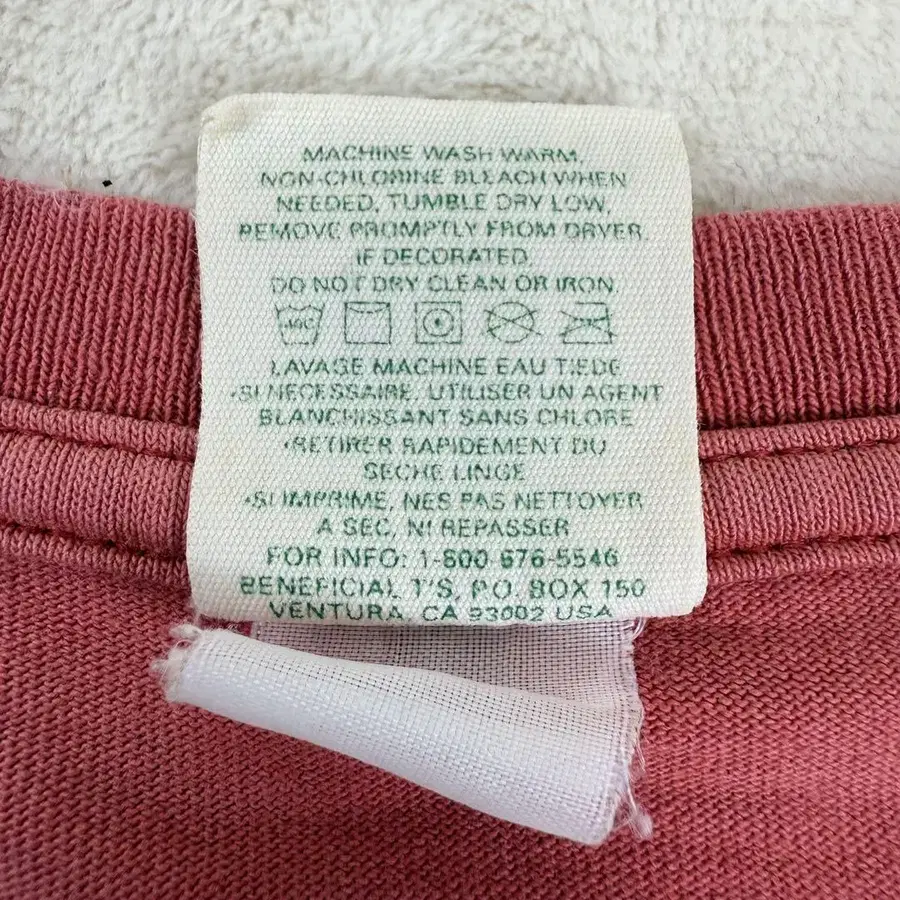 MACHINE WASH WARM,
NON-CHLORINE BLEACH WHEN
NEEDED, TUMBLE DRY LOW,
REMOVE PROMPTLY FROM DRYER.
IF DECORATED
DO NOT DRY CLEAN OR IRON.
40C
LAVAGE MACHINE EAU TIEDE
•SI NECESSAIRE, UTILISER UN AGENT
BLANCHISSANT SANS CHLORE
•RETIRER RAPIDEMENT DU
SECHE LINGE
•SI IMPRIME, NES PAS NETTOYER
A SEC, NI REPASSER
FOR INFO: 1-800-676-5546
BENEFICIAL T'S, P.O. BOX 150
VENTURA, CA 93002 USA